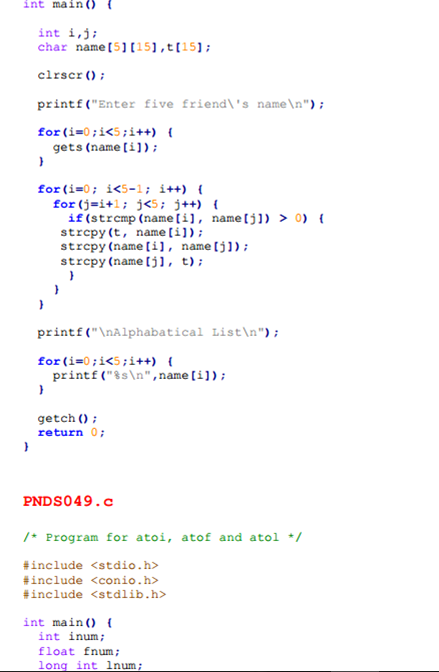 int main() {
int i,j;
char name[5][15],t[15];
clrscr();
printf("Enter five friend\'s name\n");
for(i=0;i<5;i++) {
gets(name[i]);
}
for(i=0; i<5-1; i++) {
for(j=i+1; j<5; j++) {
if(strcmp(name[i], name[j]) > 0) {
strcpy(t, name[i]);
strcpy(name[i], name[j]);
strcpy(name[j], t);
}
}
}
printf("\nAlphabatical List\n");
for(i=0;i<5;i++) {
printf("%s\n",name[i]);
}
getch();
return 0;
}
PNDS049.c
/* Program for atoi, atof and atol */
#include <stdio.h>
#include <conio.h>
#include <stdlib.h>
int main() {
int inum;
float fnum;
long int lnum;